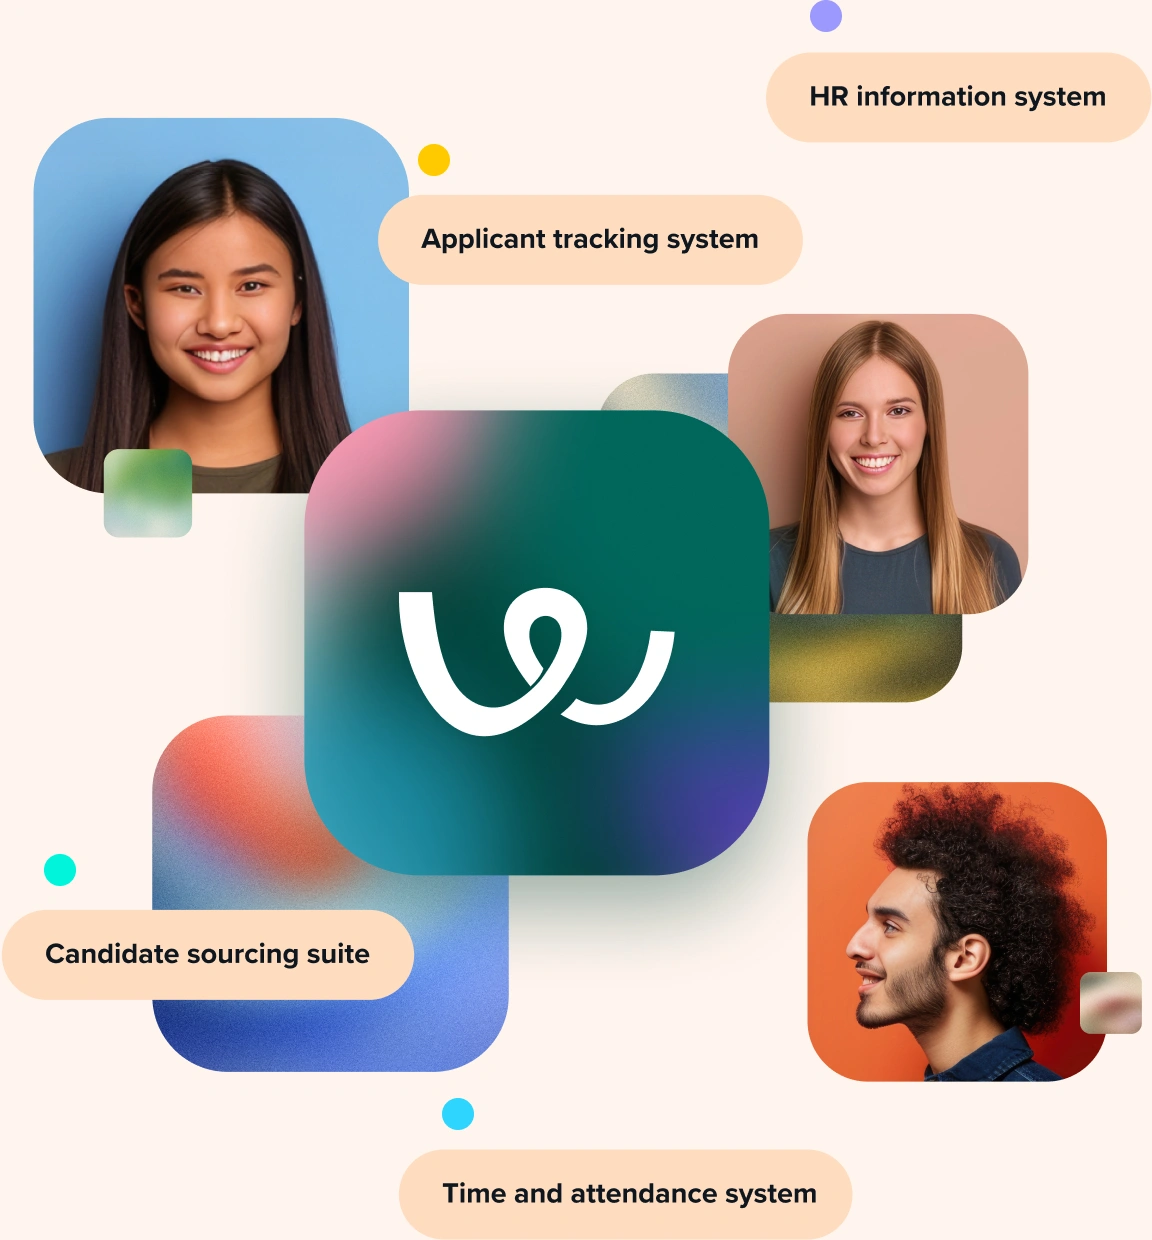 HR information system
Applicant tracking system
Candidate sourcing suite
Time and attendance system